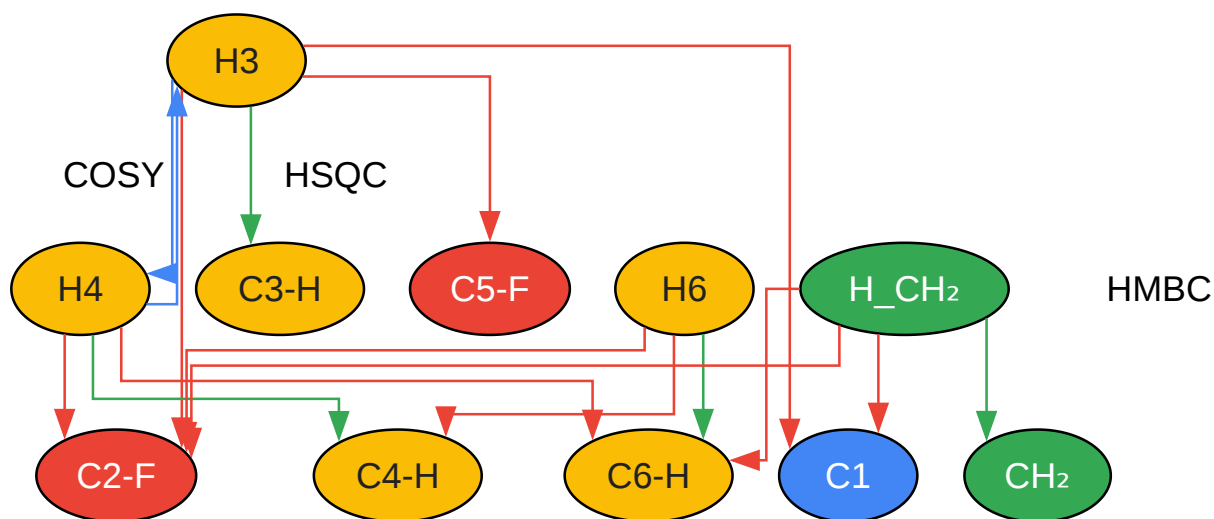 H3
COSY
HSQC
H4
C3-H
C5-F
H6
H_CH₂
HMBC
C2-F
C4-H
C6-H
C1
CH₂